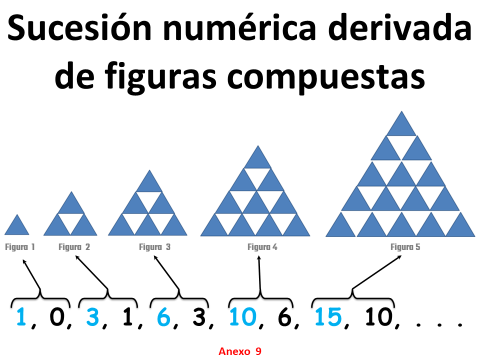 Sucesión numérica derivada
de figuras compuestas
Figura 1 Figura 2 Figura 3 Figura 4 Figura 5
1, 0, 3, 1, 6, 3, 10, 6, 15, 10, . . .
Anexo 9